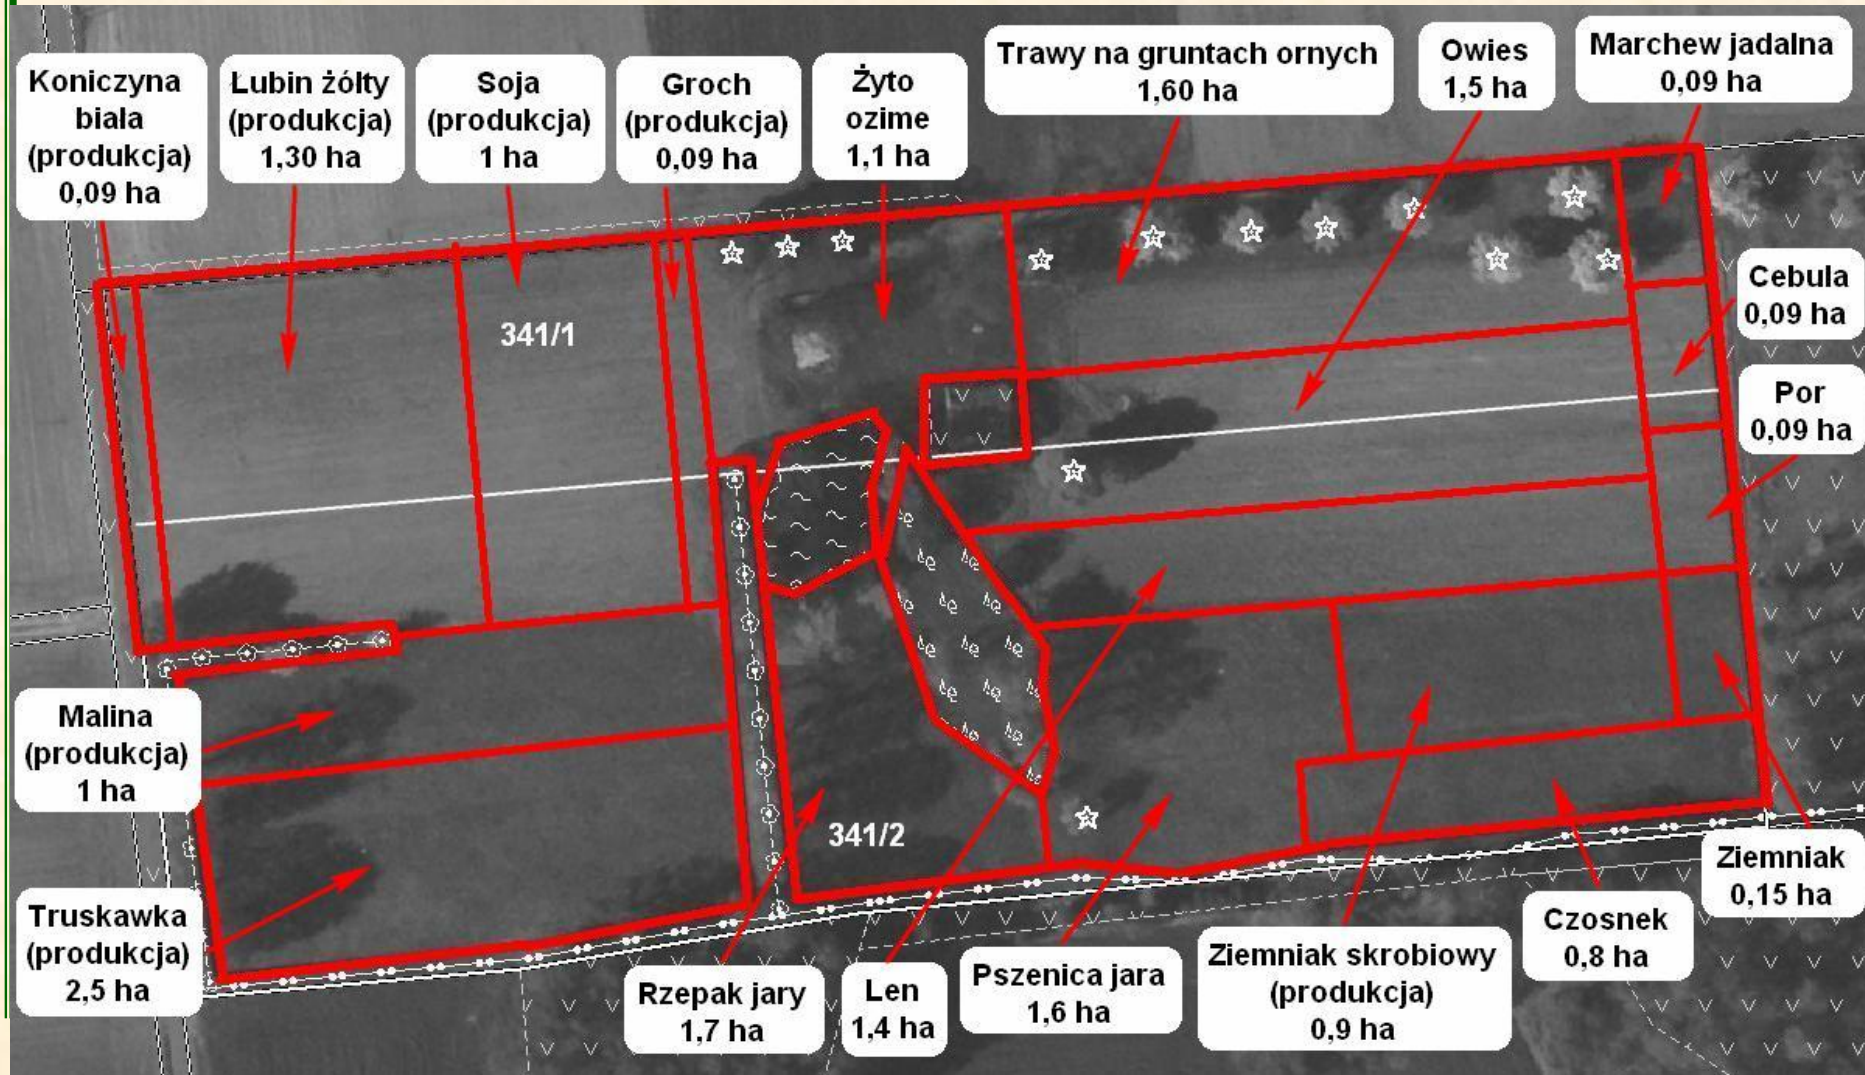 Koniczyna
biała
(produkcja)
0,09 ha
Łubin żółty
(produkcja)
1,30 ha
Soja
(produkcja)
1 ha
Groch
(produkcja)
0,09 ha
Żyto
ozime
1,1 ha
Trawy na gruntach ornych
1,60 ha
Owies
1,5 ha
Marchew jadalna
0,09 ha
Cebula
0,09 ha
Por
0,09 ha
341/1
341/2
Malina
(produkcja)
1 ha
Truskawka
(produkcja)
2,5 ha
Rzepak jary
1,7 ha
Len
1,4 ha
Pszenica jara
1,6 ha
Ziemniak skrobiowy
(produkcja)
0,9 ha
Czosnek
0,8 ha
Ziemniak
0,15 ha